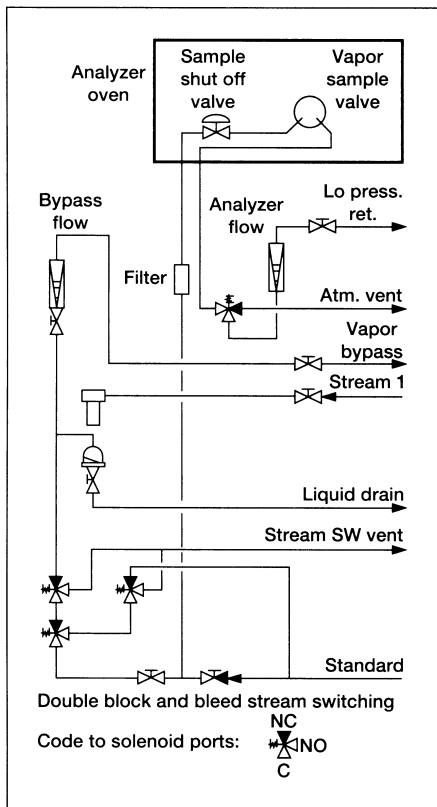 Analyzer
oven
Sample
shut off
valve
Vapor
sample
valve
Bypass
flow
Analyzer
flow
Lo press.
ret.
Filter
Atm. vent
Vapor
bypass
Stream 1
Liquid drain
Stream SW vent
Standard
Double block and bleed stream switching
Code to solenoid ports:
NC
NO
C